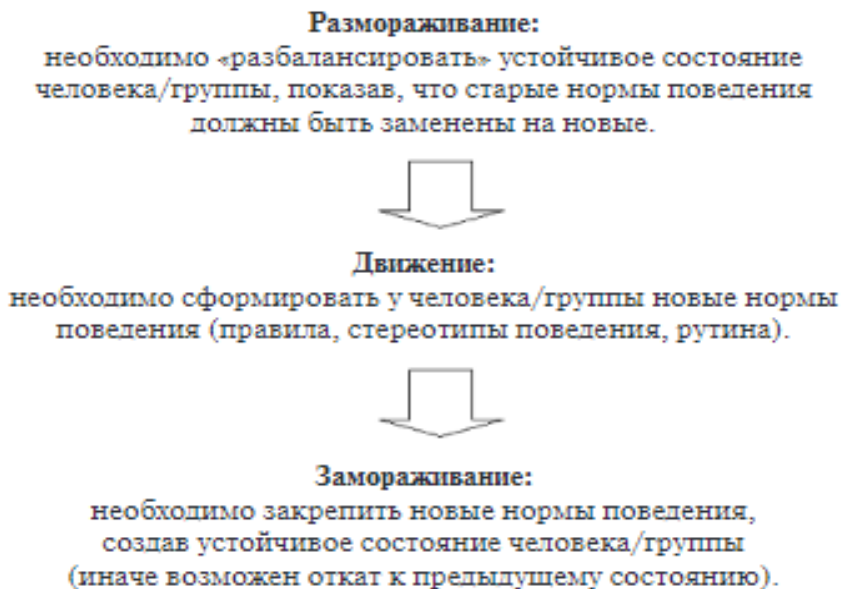 Размораживание:
необходимо «разбалансировать» устойчивое состояние
человека/группы, показав, что старые нормы поведения
должны быть заменены на новые.
Движение:
необходимо сформировать у человека/группы новые нормы
поведения (правила, стереотипы поведения, рутина).
Замораживание:
необходимо закрепить новые нормы поведения,
создав устойчивое состояние человека/группы
(иначе возможен откат к предыдущему состоянию).